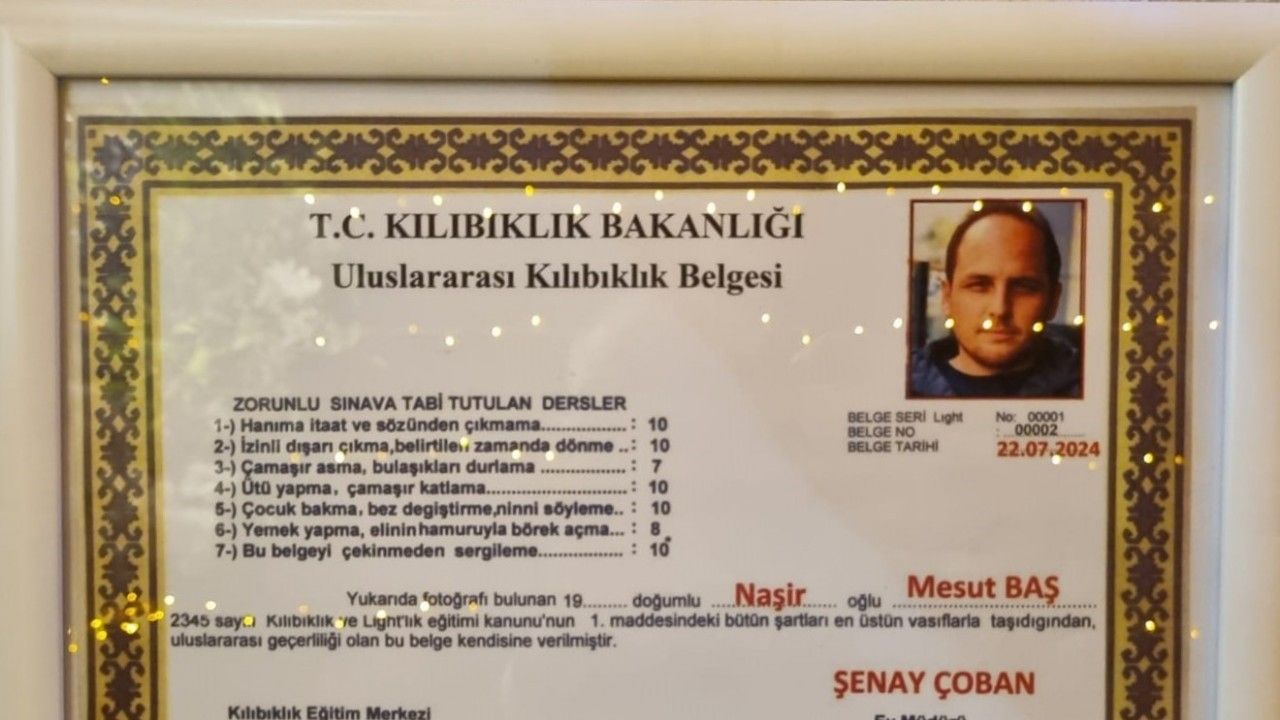 T.C. KILIBIKLIK BAKANLIĞI
Uluslararası Kılıbıklık Belgesi
ZORUNLU SINAVA TABİ TUTULAN DERSLER
1-) Hanıma itaat ve sözünden çıkmama................ : 10
2-) İzinli dışarı çıkma,belirtilen zamanda dönme ..: 10
3-) Çamaşır asma, bulaşıkları durlama ................ : 7
4-) Ütü yapma, çamaşır katlama.......................... : 10
5-) Çocuk bakma, bez degiştirme,ninni söyleme.. : 10
6-) Yemek yapma, elinin hamuruyla börek açma... : 8
7-) Bu belgeyi çekinmeden sergileme................ : 10
BELGE SERİ Lıght No: 00001
BELGE NO : ..00002......
BELGE TARİHİ 22.07.2024
Yukarıda fotoğrafı bulunan 19........ doğumlu ....Naşir...... oğlu Mesut BAŞ
2345 sayılı Kılıbıklık ve Light'lık eğitimi kanunu'nun 1. maddesindeki bütün şartları en üstün vasıflarla taşıdıgından,
uluslararası geçerliliği olan bu belge kendisine verilmiştir.
ŞENAY ÇOBAN
Kılıbıklık Eğitim Merkezi
Ev Müdürü